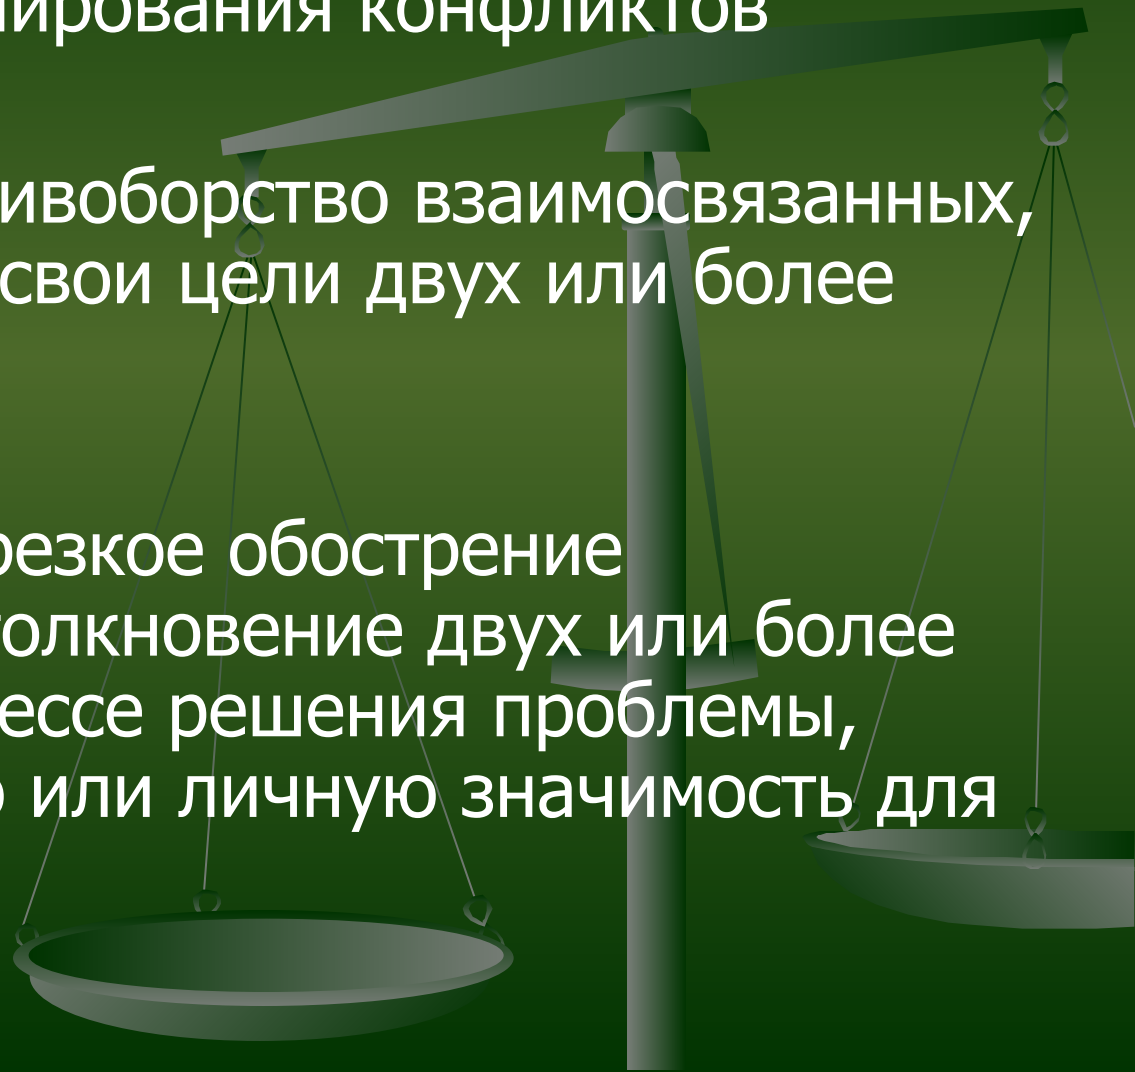 ирования конфликтов
ивоборство взаимосвязанных,
свои цели двух или более
резкое обострение
толкновение двух или более
ессе решения проблемы,
или личную значимость для